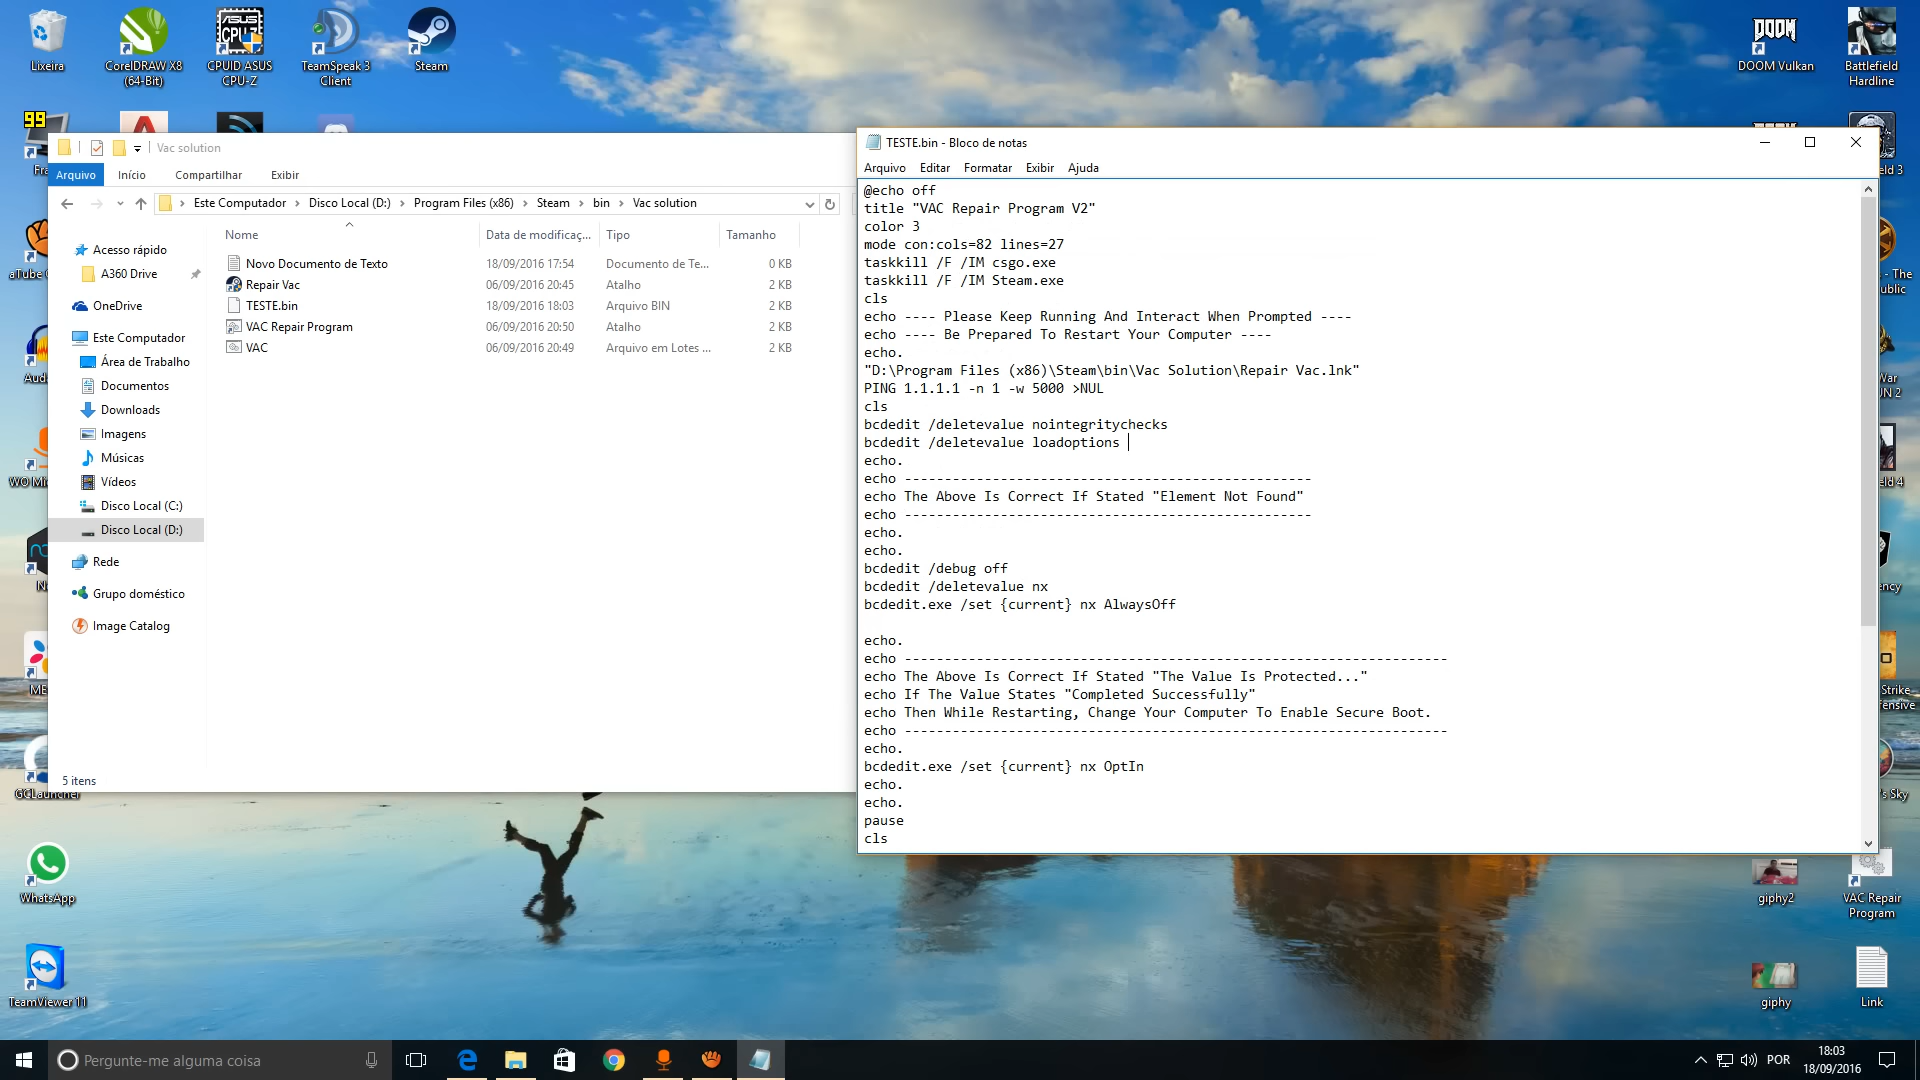 Lixeira
CorelDRAW X8
(64-Bit)
CPUID ASUS
CPU-Z
TeamSpeak 3
Client
Steam
DOOM Vulkan
Battlefield
Hardline
99
Vac solution
Arquivo
Início
Compartilhar
Exibir
Este Computador
Disco Local (D:)
Program Files (x86)
Steam
bin
Vac solution
Nome
Data de modificaç...
Tipo
Tamanho
Novo Documento de Texto 18/09/2016 17:54 Documento de Te... 0 KB
Repair Vac 06/09/2016 20:45 Atalho 2 KB
TESTE.bin 18/09/2016 18:03 Arquivo BIN 2 KB
VAC Repair Program 06/09/2016 20:50 Atalho 2 KB
VAC 06/09/2016 20:49 Arquivo em Lotes ... 2 KB
Acesso rápido
A360 Drive
OneDrive
Este Computador
Área de Trabalho
Documentos
Downloads
Imagens
Músicas
Vídeos
Disco Local (C:)
Disco Local (D:)
Rede
Grupo doméstico
Image Catalog
5 itens
TESTE.bin - Bloco de notas
Arquivo Editar Formatar Exibir Ajuda
@echo off
title "VAC Repair Program V2"
color 3
mode con:cols=82 lines=27
taskkill /F /IM csgo.exe
taskkill /F /IM Steam.exe
cls
echo ---- Please Keep Running And Interact When Prompted ----
echo ---- Be Prepared To Restart Your Computer ----
echo.
"D:\Program Files (x86)\Steam\bin\Vac Solution\Repair Vac.lnk"
PING 1.1.1.1 -n 1 -w 5000 >NUL
cls
bcdedit /deletevalue nointegritychecks
bcdedit /deletevalue loadoptions
echo.
echo ---------------------------------------------------
echo The Above Is Correct If Stated "Element Not Found"
echo ---------------------------------------------------
echo.
echo.
bcdedit /debug off
bcdedit /deletevalue nx
bcdedit.exe /set {current} nx AlwaysOff
echo.
echo --------------------------------------------------------------------
echo The Above Is Correct If Stated "The Value Is Protected..."
echo If The Value States "Completed Successfully"
echo Then While Restarting, Change Your Computer To Enable Secure Boot.
echo --------------------------------------------------------------------
echo.
bcdedit.exe /set {current} nx OptIn
echo.
echo.
pause
cls
GCLauncher
WhatsApp
TeamViewer 11
giphy2
VAC Repair
Program
giphy
Link
Pergunte-me alguma coisa
POR
18:03
18/09/2016